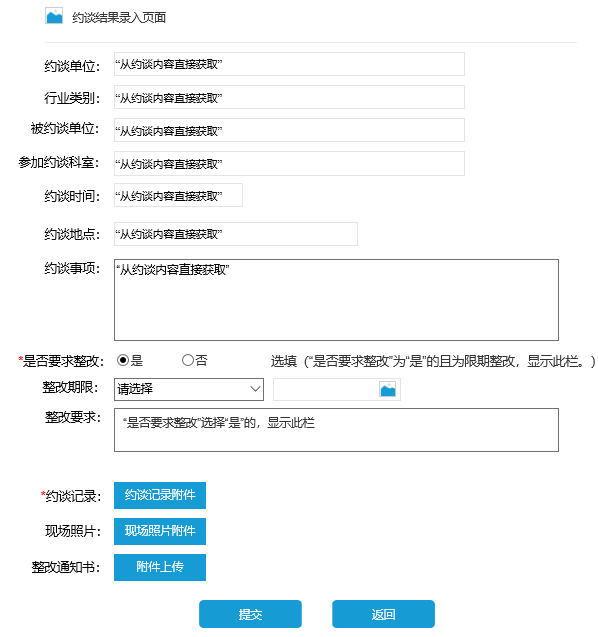 约谈结果录入页面
约谈单位： “从约谈内容直接获取”
行业类别： “从约谈内容直接获取”
被约谈单位： “从约谈内容直接获取”
参加约谈科室： “从约谈内容直接获取”
约谈时间： “从约谈内容直接获取”
约谈地点： “从约谈内容直接获取”
约谈事项： “从约谈内容直接获取”
*是否要求整改： 是 否 选填（“是否要求整改”为“是”的且为限期整改，显示此栏。）
整改期限： 请选择
整改要求： “是否要求整改”选择“是”的，显示此栏
*约谈记录： 约谈记录附件
现场照片： 现场照片附件
整改通知书： 附件上传
提交 返回